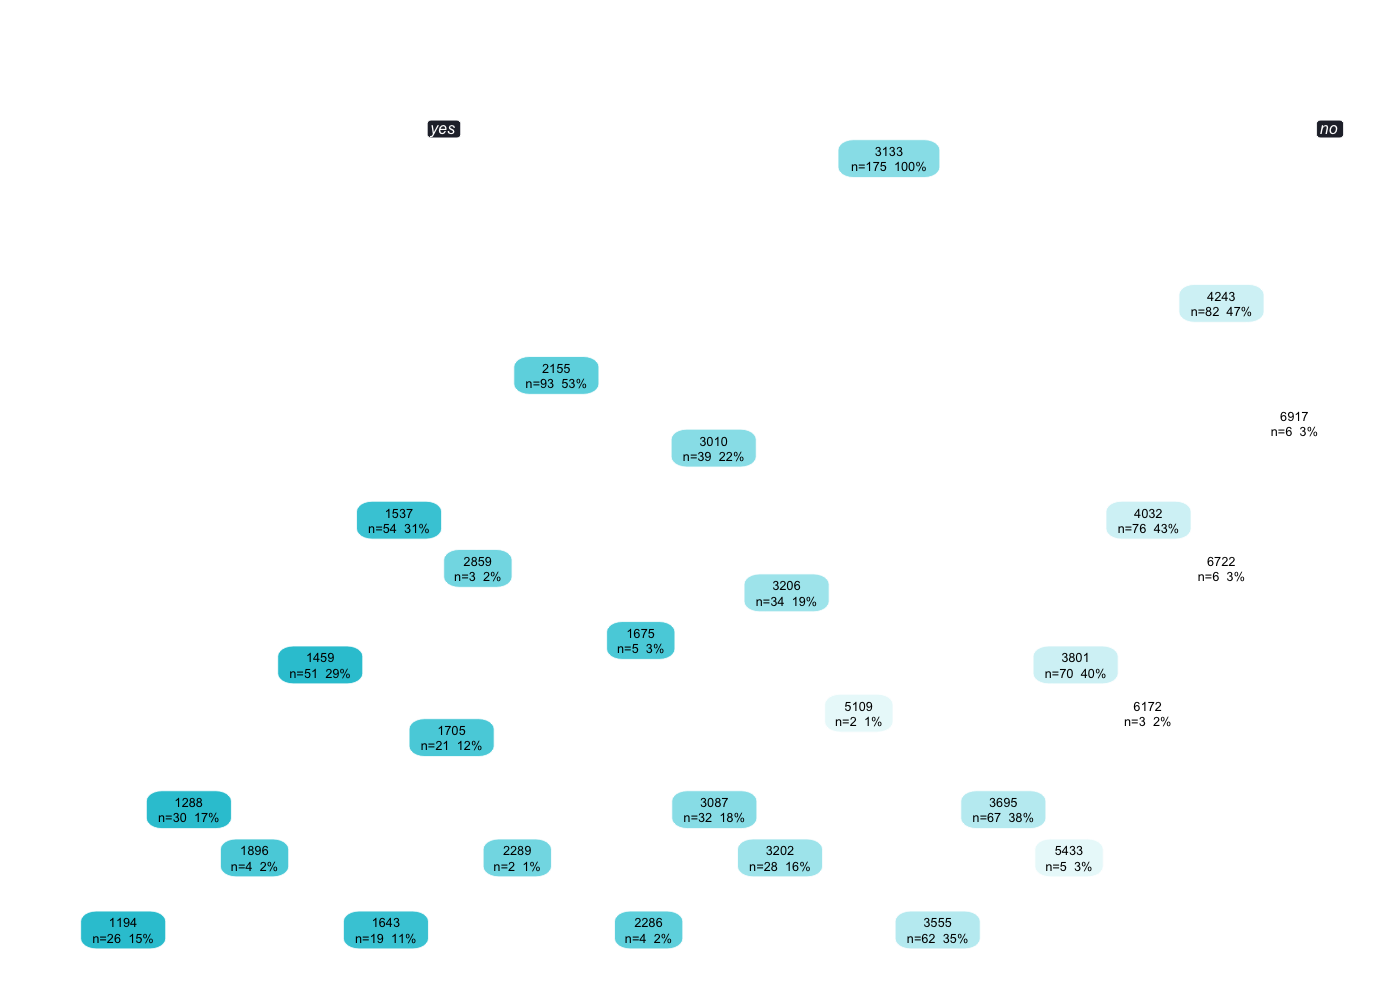 yes
no
3133
n=175 100%
4243
n=82 47%
2155
n=93 53%
6917
n=6 3%
3010
n=39 22%
1537
n=54 31%
4032
n=76 43%
2859
n=3 2%
6722
n=6 3%
3206
n=34 19%
1675
n=5 3%
1459
n=51 29%
3801
n=70 40%
5109
n=2 1%
6172
n=3 2%
1705
n=21 12%
1288
n=30 17%
3087
n=32 18%
3695
n=67 38%
1896
n=4 2%
2289
n=2 1%
3202
n=28 16%
5433
n=5 3%
1194
n=26 15%
1643
n=19 11%
2286
n=4 2%
3555
n=62 35%